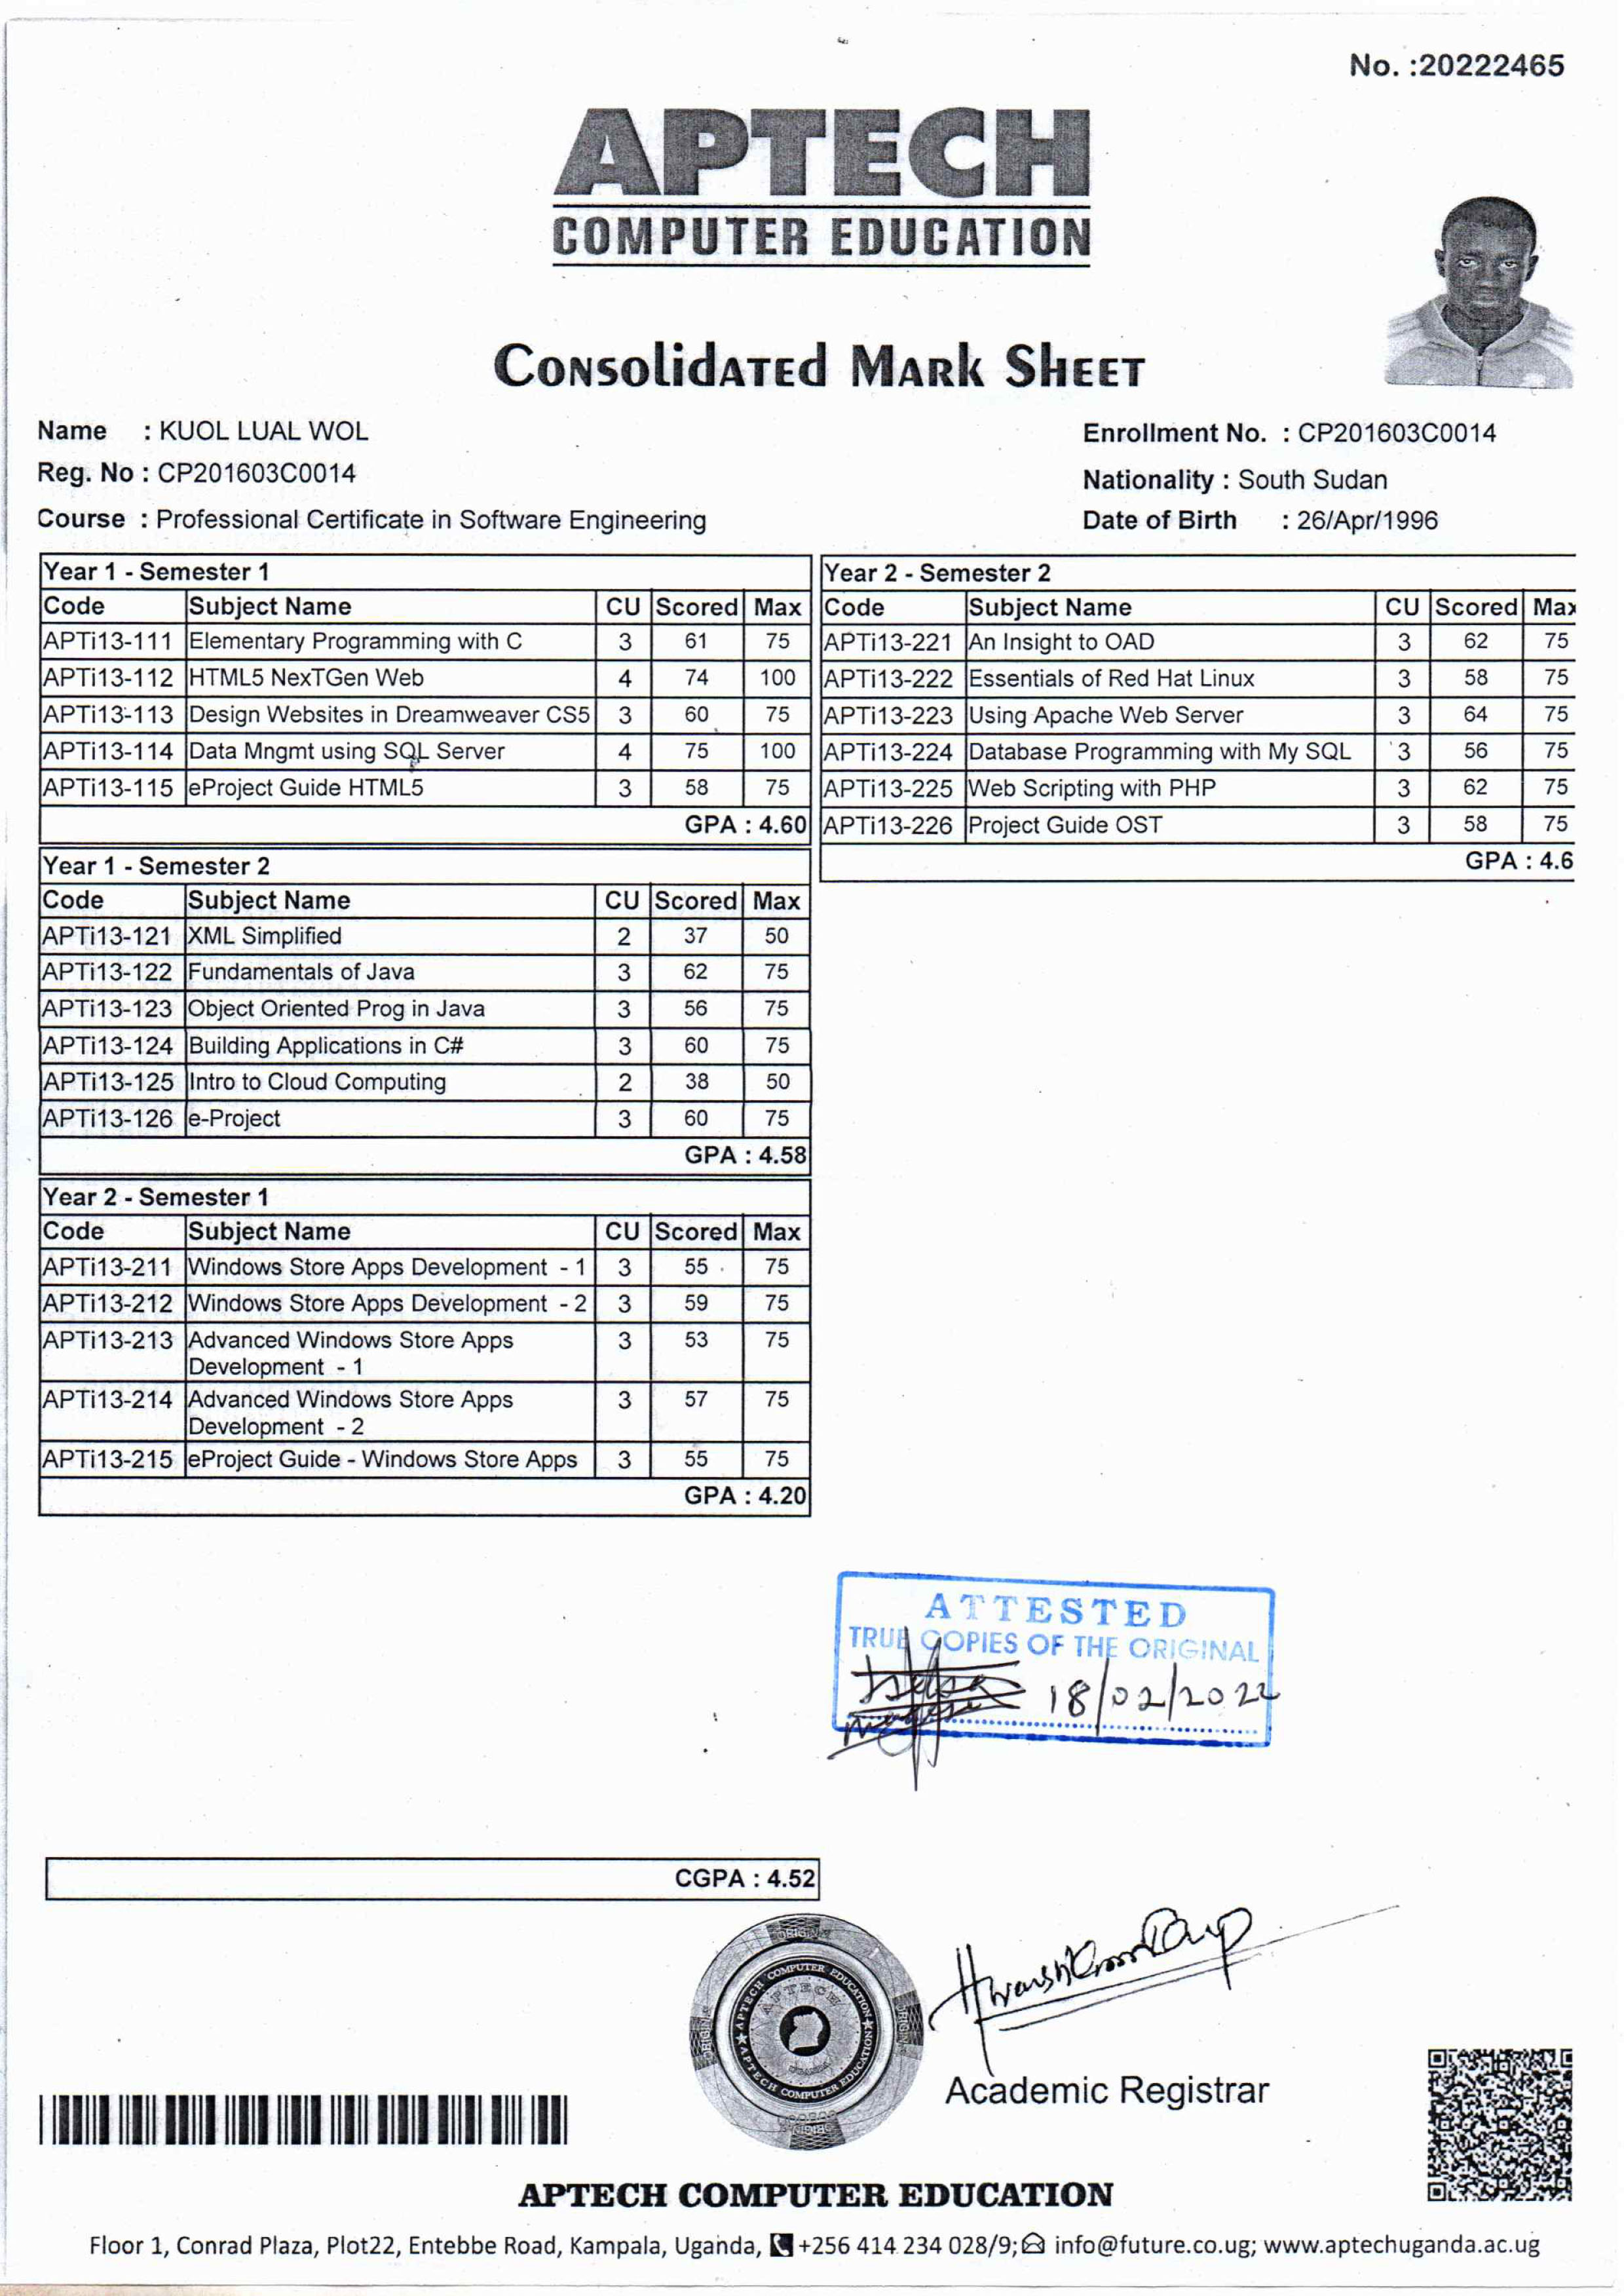 No. :20222465
APTECH
COMPUTER EDUCATION
Consolidated Mark Sheet
Name : KUOL LUAL WOL
Reg. No : CP201603C0014
Course : Professional Certificate in Software Engineering
Enrollment No. : CP201603C0014
Nationality : South Sudan
Date of Birth : 26/Apr/1996
Year 1 - Semester 1
Code Subject Name CU Scored Max
APTi13-111 Elementary Programming with C 3 61 75
APTi13-112 HTML5 NexTGen Web 4 74 100
APTi13-113 Design Websites in Dreamweaver CS5 3 60 75
APTi13-114 Data Mngmt using SQL Server 4 75 100
APTi13-115 eProject Guide HTML5 3 58 75
GPA : 4.60
Year 1 - Semester 2
Code Subject Name CU Scored Max
APTi13-121 XML Simplified 2 37 50
APTi13-122 Fundamentals of Java 3 62 75
APTi13-123 Object Oriented Prog in Java 3 56 75
APTi13-124 Building Applications in C# 3 60 75
APTi13-125 Intro to Cloud Computing 2 38 50
APTi13-126 e-Project 3 60 75
GPA : 4.58
Year 2 - Semester 1
Code Subject Name CU Scored Max
APTi13-211 Windows Store Apps Development - 1 3 55 75
APTi13-212 Windows Store Apps Development - 2 3 59 75
APTi13-213 Advanced Windows Store Apps 3 53 75
Development - 1
APTi13-214 Advanced Windows Store Apps 3 57 75
Development - 2
APTi13-215 eProject Guide - Windows Store Apps 3 55 75
GPA : 4.20
Year 2 - Semester 2
Code Subject Name CU Scored Max
APTi13-221 An Insight to OAD 3 62 75
APTi13-222 Essentials of Red Hat Linux 3 58 75
APTi13-223 Using Apache Web Server 3 64 75
APTi13-224 Database Programming with My SQL 3 56 75
APTi13-225 Web Scripting with PHP 3 62 75
APTi13-226 Project Guide OST 3 58 75
GPA : 4.6
ATTESTED
TRUE COPIES OF THE ORIGINAL
18/02/2022
CGPA : 4.52
APTECH COMPUTER EDUCATION
APTECH COMPUTER EDUCATION
APTECH
Academic Registrar
APTECH COMPUTER EDUCATION
Floor 1, Conrad Plaza, Plot22, Entebbe Road, Kampala, Uganda, +256 414 234 028/9; info@future.co.ug; www.aptechuganda.ac.ug